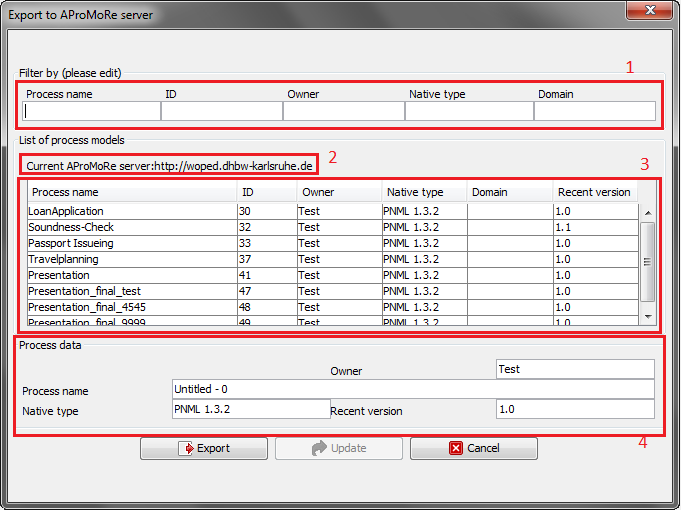 Export to AProMoRe server
1
Filter by (please edit)
Process name ID Owner Native type Domain
List of process models
2
Current AProMoRe server:http://woped.dhbw-karlsruhe.de
3
Process name ID Owner Native type Domain Recent version
LoanApplication 30 Test PNML 1.3.2 1.0
Soundness-Check 32 Test PNML 1.3.2 1.1
Passport Issueing 33 Test PNML 1.3.2 1.0
Travelplanning 37 Test PNML 1.3.2 1.0
Presentation 41 Test PNML 1.3.2 1.0
Presentation_final_test 47 Test PNML 1.3.2 1.0
Presentation_final_4545 48 Test PNML 1.3.2 1.0
Presentation_final_9999 49 Test PNML 1.3.2 1.0
Process data
Owner Test
Process name Untitled - 0
Native type PNML 1.3.2 Recent version 1.0
4
Export Update Cancel